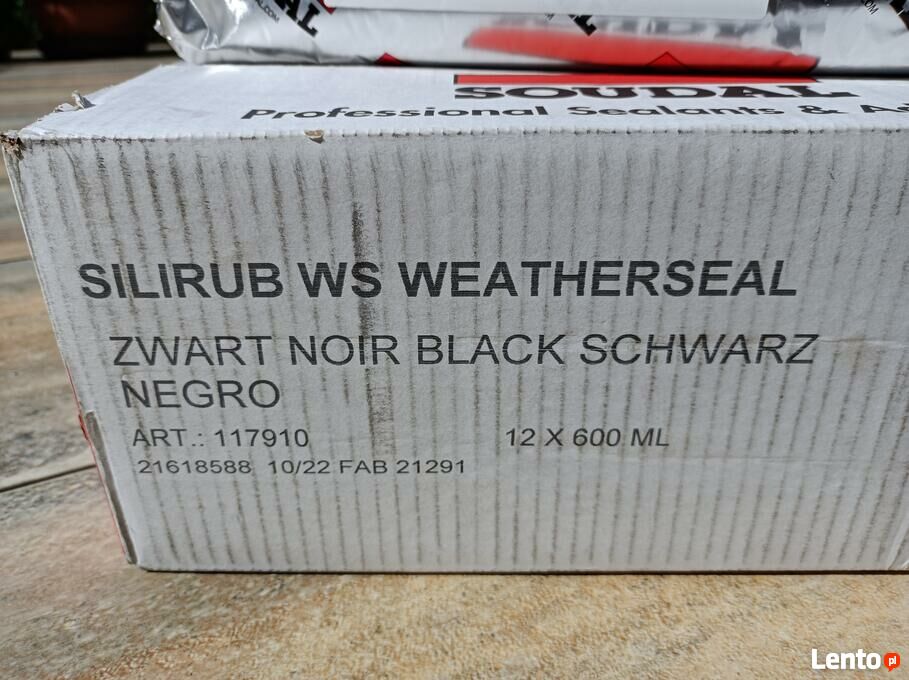 SOUDAL
Professional Sealants &
SILIRUB WS WEATHERSEAL
ZWART NOIR BLACK SCHWARZ
NEGRO
ART.: 117910 12 X 600 ML
21618588 10/22 FAB 21291
Lento pl